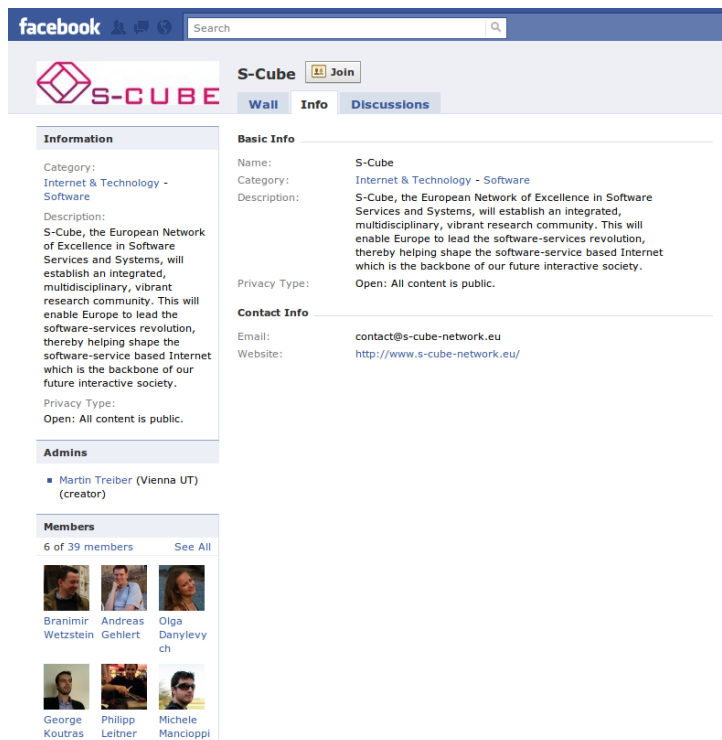 facebook
Search
S-CUBE
S-Cube
Join
Wall Info Discussions
Information
Category:
Internet & Technology -
Software
Description:
S-Cube, the European Network
of Excellence in Software
Services and Systems, will
establish an integrated,
multidisciplinary, vibrant
research community. This will
enable Europe to lead the
software-services revolution,
thereby helping shape the
software-service based Internet
which is the backbone of our
future interactive society.
Privacy Type:
Open: All content is public.
Admins
Martin Treiber (Vienna UT)
(creator)
Members
6 of 39 members See All
Branimir Andreas Olga
Wetzstein Gehlert Danylevy
ch
George Philipp Michele
Koutras Leitner Mancioppi
Basic Info
Name: S-Cube
Category: Internet & Technology - Software
Description: S-Cube, the European Network of Excellence in Software
Services and Systems, will establish an integrated,
multidisciplinary, vibrant research community. This will
enable Europe to lead the software-services revolution,
thereby helping shape the software-service based Internet
which is the backbone of our future interactive society.
Privacy Type: Open: All content is public.
Contact Info
Email: contact@s-cube-network.eu
Website: http://www.s-cube-network.eu/